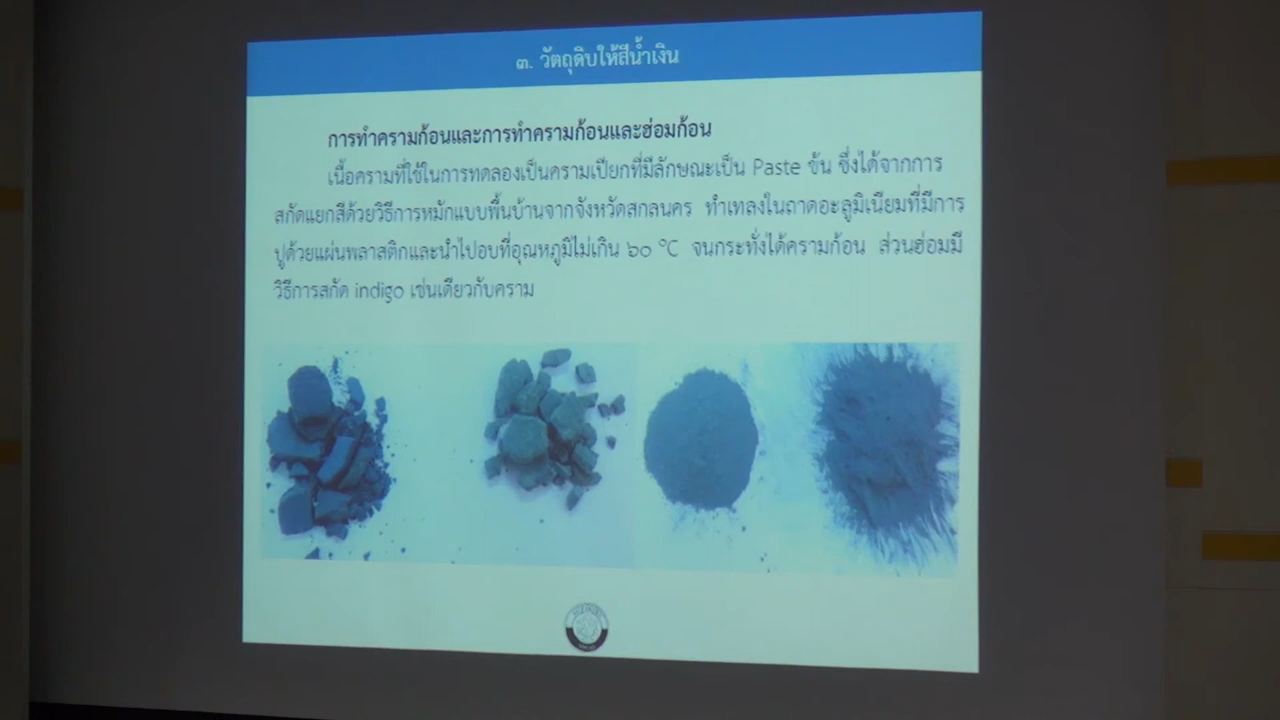 ๓. วัตถุดิบให้สีน้ำเงิน
การทำครามก้อนและการทำครามก้อนและฮ่อมก้อน
เนื้อครามที่ใช้ในการทดลองเป็นครามเปียกที่มีลักษณะเป็น Paste ข้น ซึ่งได้จากการ
สกัดแยกสีด้วยวิธีการหมักแบบพื้นบ้านจากจังหวัดสกลนคร ทำเทลงในถาดอะลูมิเนียมที่มีการ
ปูด้วยแผ่นพลาสติกและนำไปอบที่อุณหภูมิไม่เกิน ๖๐ °C จนกระทั่งได้ครามก้อน ส่วนฮ่อมมี
วิธีการสกัด indigo เช่นเดียวกับคราม